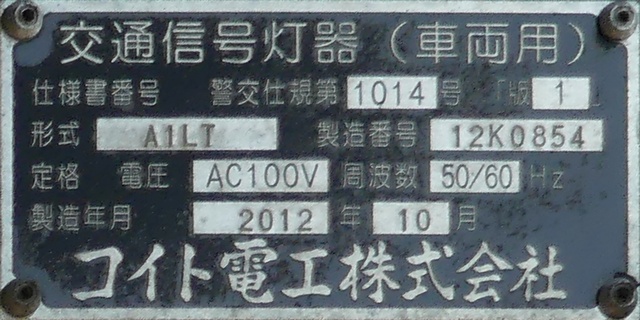 交通信号灯器（車両用）
仕様書番号 警交仕規第 1014 号 「版 1 」
形式 A1LT 製造番号 12K0854
定格 電圧 AC100V 周波数 50/60 Hz
製造年月 2012 年 10 月
コイト電工株式会社